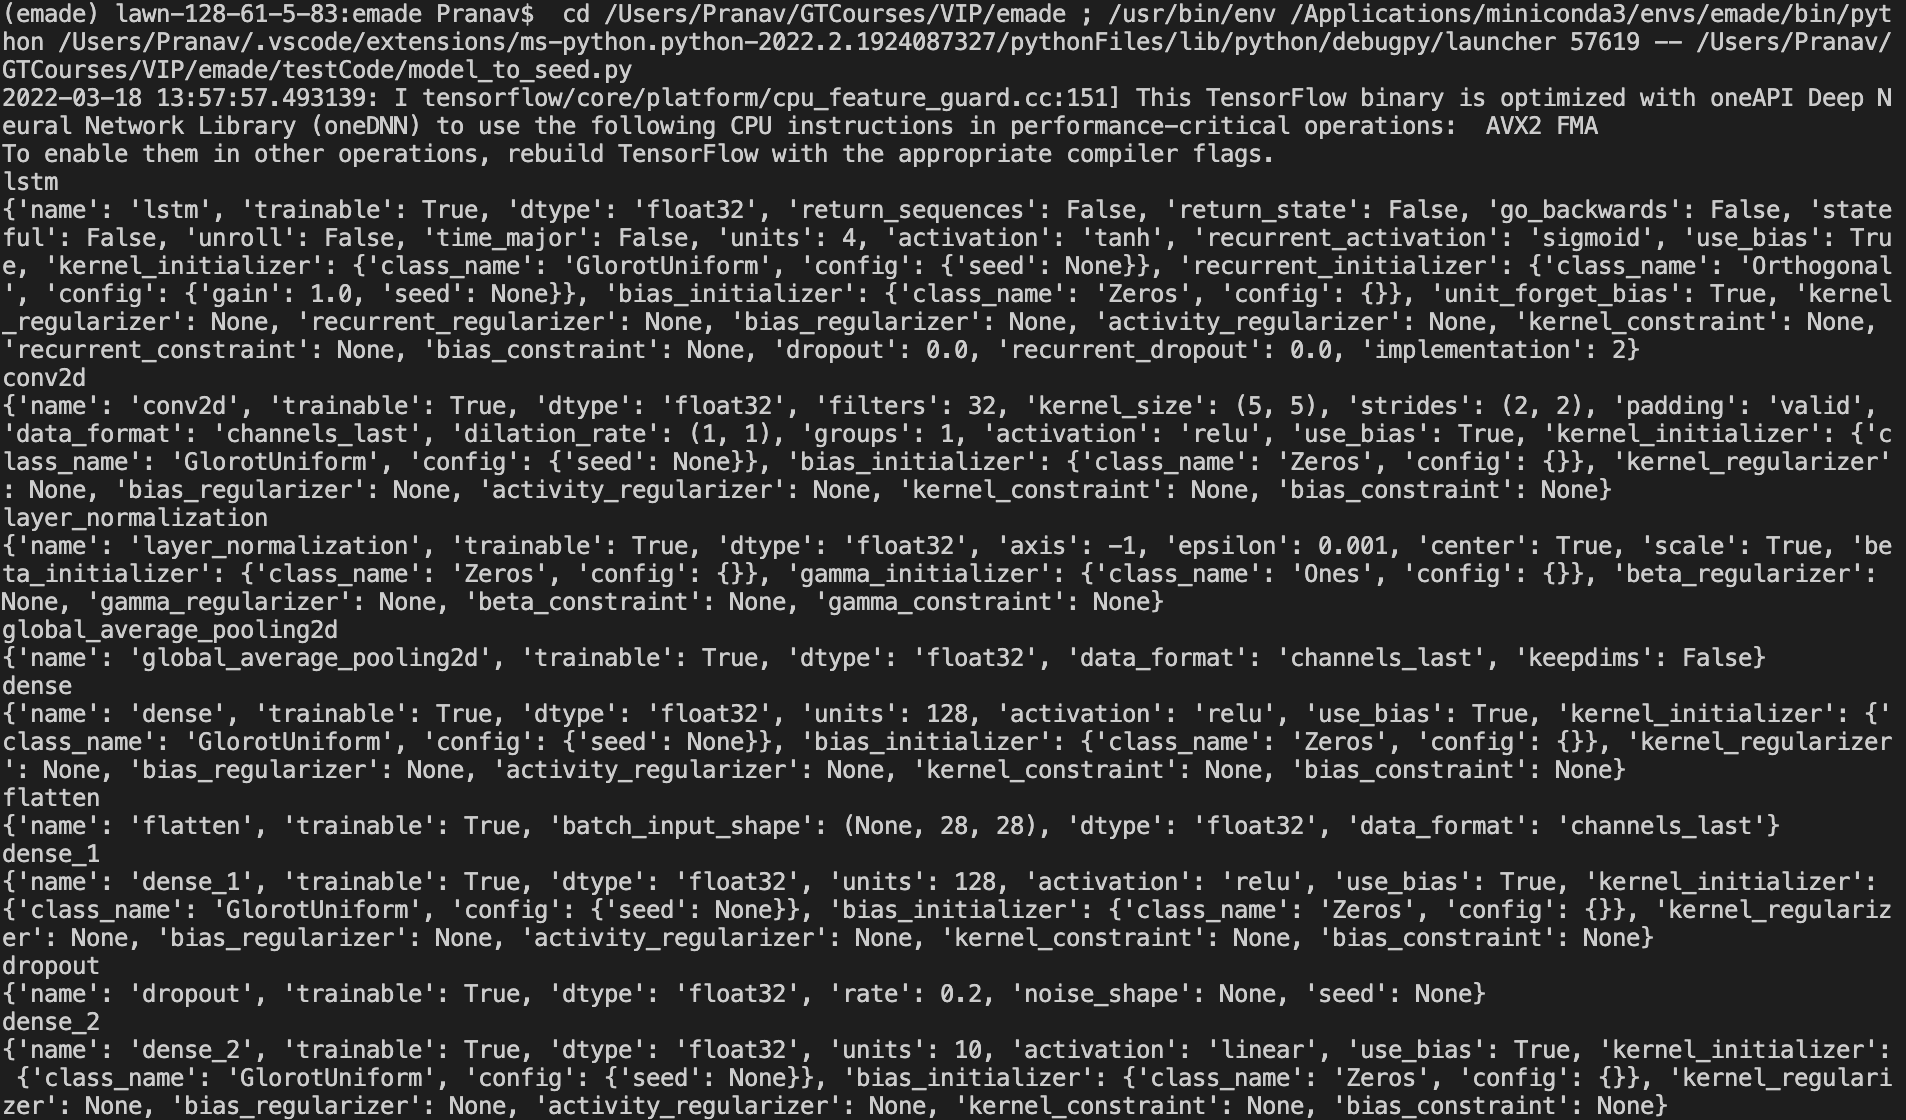 (emade) lawn-128-61-5-83:emade Pranav$  cd /Users/Pranav/GTCourses/VIP/emade ; /usr/bin/env /Applications/miniconda3/envs/emade/bin/pyt
hon /Users/Pranav/.vscode/extensions/ms-python.python-2022.2.1924087327/pythonFiles/lib/python/debugpy/launcher 57619 -- /Users/Pranav/
GTCourses/VIP/emade/testCode/model_to_seed.py
2022-03-18 13:57:57.493139: I tensorflow/core/platform/cpu_feature_guard.cc:151] This TensorFlow binary is optimized with oneAPI Deep N
eural Network Library (oneDNN) to use the following CPU instructions in performance-critical operations:  AVX2 FMA
To enable them in other operations, rebuild TensorFlow with the appropriate compiler flags.
lstm
{'name': 'lstm', 'trainable': True, 'dtype': 'float32', 'return_sequences': False, 'return_state': False, 'go_backwards': False, 'state
ful': False, 'unroll': False, 'time_major': False, 'units': 4, 'activation': 'tanh', 'recurrent_activation': 'sigmoid', 'use_bias': Tru
e, 'kernel_initializer': {'class_name': 'GlorotUniform', 'config': {'seed': None}}, 'recurrent_initializer': {'class_name': 'Orthogonal
', 'config': {'gain': 1.0, 'seed': None}}, 'bias_initializer': {'class_name': 'Zeros', 'config': {}}, 'unit_forget_bias': True, 'kernel
_regularizer': None, 'recurrent_regularizer': None, 'bias_regularizer': None, 'activity_regularizer': None, 'kernel_constraint': None,
'recurrent_constraint': None, 'bias_constraint': None, 'dropout': 0.0, 'recurrent_dropout': 0.0, 'implementation': 2}
conv2d
{'name': 'conv2d', 'trainable': True, 'dtype': 'float32', 'filters': 32, 'kernel_size': (5, 5), 'strides': (2, 2), 'padding': 'valid',
'data_format': 'channels_last', 'dilation_rate': (1, 1), 'groups': 1, 'activation': 'relu', 'use_bias': True, 'kernel_initializer': {'c
lass_name': 'GlorotUniform', 'config': {'seed': None}}, 'bias_initializer': {'class_name': 'Zeros', 'config': {}}, 'kernel_regularizer'
: None, 'bias_regularizer': None, 'activity_regularizer': None, 'kernel_constraint': None, 'bias_constraint': None}
layer_normalization
{'name': 'layer_normalization', 'trainable': True, 'dtype': 'float32', 'axis': -1, 'epsilon': 0.001, 'center': True, 'scale': True, 'be
ta_initializer': {'class_name': 'Zeros', 'config': {}}, 'gamma_initializer': {'class_name': 'Ones', 'config': {}}, 'beta_regularizer':
None, 'gamma_regularizer': None, 'beta_constraint': None, 'gamma_constraint': None}
global_average_pooling2d
{'name': 'global_average_pooling2d', 'trainable': True, 'dtype': 'float32', 'data_format': 'channels_last', 'keepdims': False}
dense
{'name': 'dense', 'trainable': True, 'dtype': 'float32', 'units': 128, 'activation': 'relu', 'use_bias': True, 'kernel_initializer': {'
class_name': 'GlorotUniform', 'config': {'seed': None}}, 'bias_initializer': {'class_name': 'Zeros', 'config': {}}, 'kernel_regularizer
': None, 'bias_regularizer': None, 'activity_regularizer': None, 'kernel_constraint': None, 'bias_constraint': None}
flatten
{'name': 'flatten', 'trainable': True, 'batch_input_shape': (None, 28, 28), 'dtype': 'float32', 'data_format': 'channels_last'}
dense_1
{'name': 'dense_1', 'trainable': True, 'dtype': 'float32', 'units': 128, 'activation': 'relu', 'use_bias': True, 'kernel_initializer':
{'class_name': 'GlorotUniform', 'config': {'seed': None}}, 'bias_initializer': {'class_name': 'Zeros', 'config': {}}, 'kernel_regulariz
er': None, 'bias_regularizer': None, 'activity_regularizer': None, 'kernel_constraint': None, 'bias_constraint': None}
dropout
{'name': 'dropout', 'trainable': True, 'dtype': 'float32', 'rate': 0.2, 'noise_shape': None, 'seed': None}
dense_2
{'name': 'dense_2', 'trainable': True, 'dtype': 'float32', 'units': 10, 'activation': 'linear', 'use_bias': True, 'kernel_initializer':
 {'class_name': 'GlorotUniform', 'config': {'seed': None}}, 'bias_initializer': {'class_name': 'Zeros', 'config': {}}, 'kernel_regulari
zer': None, 'bias_regularizer': None, 'activity_regularizer': None, 'kernel_constraint': None, 'bias_constraint': None}